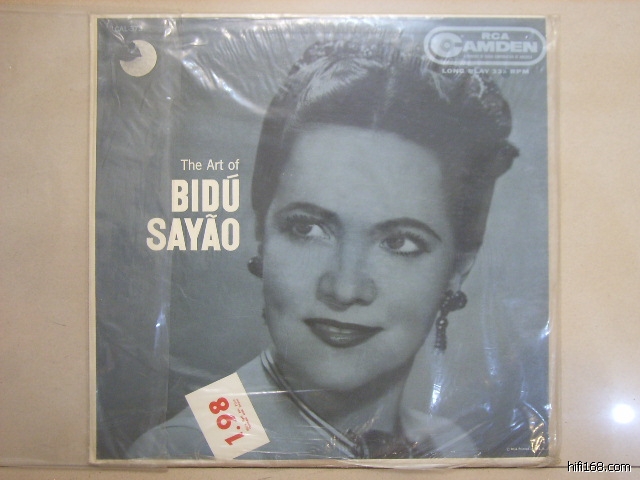 RCA
CAMDEN
LONG PLAY 33⅓ RPM
The Art of
BIDÚ
SAYÃO
1.98
hifi168.com